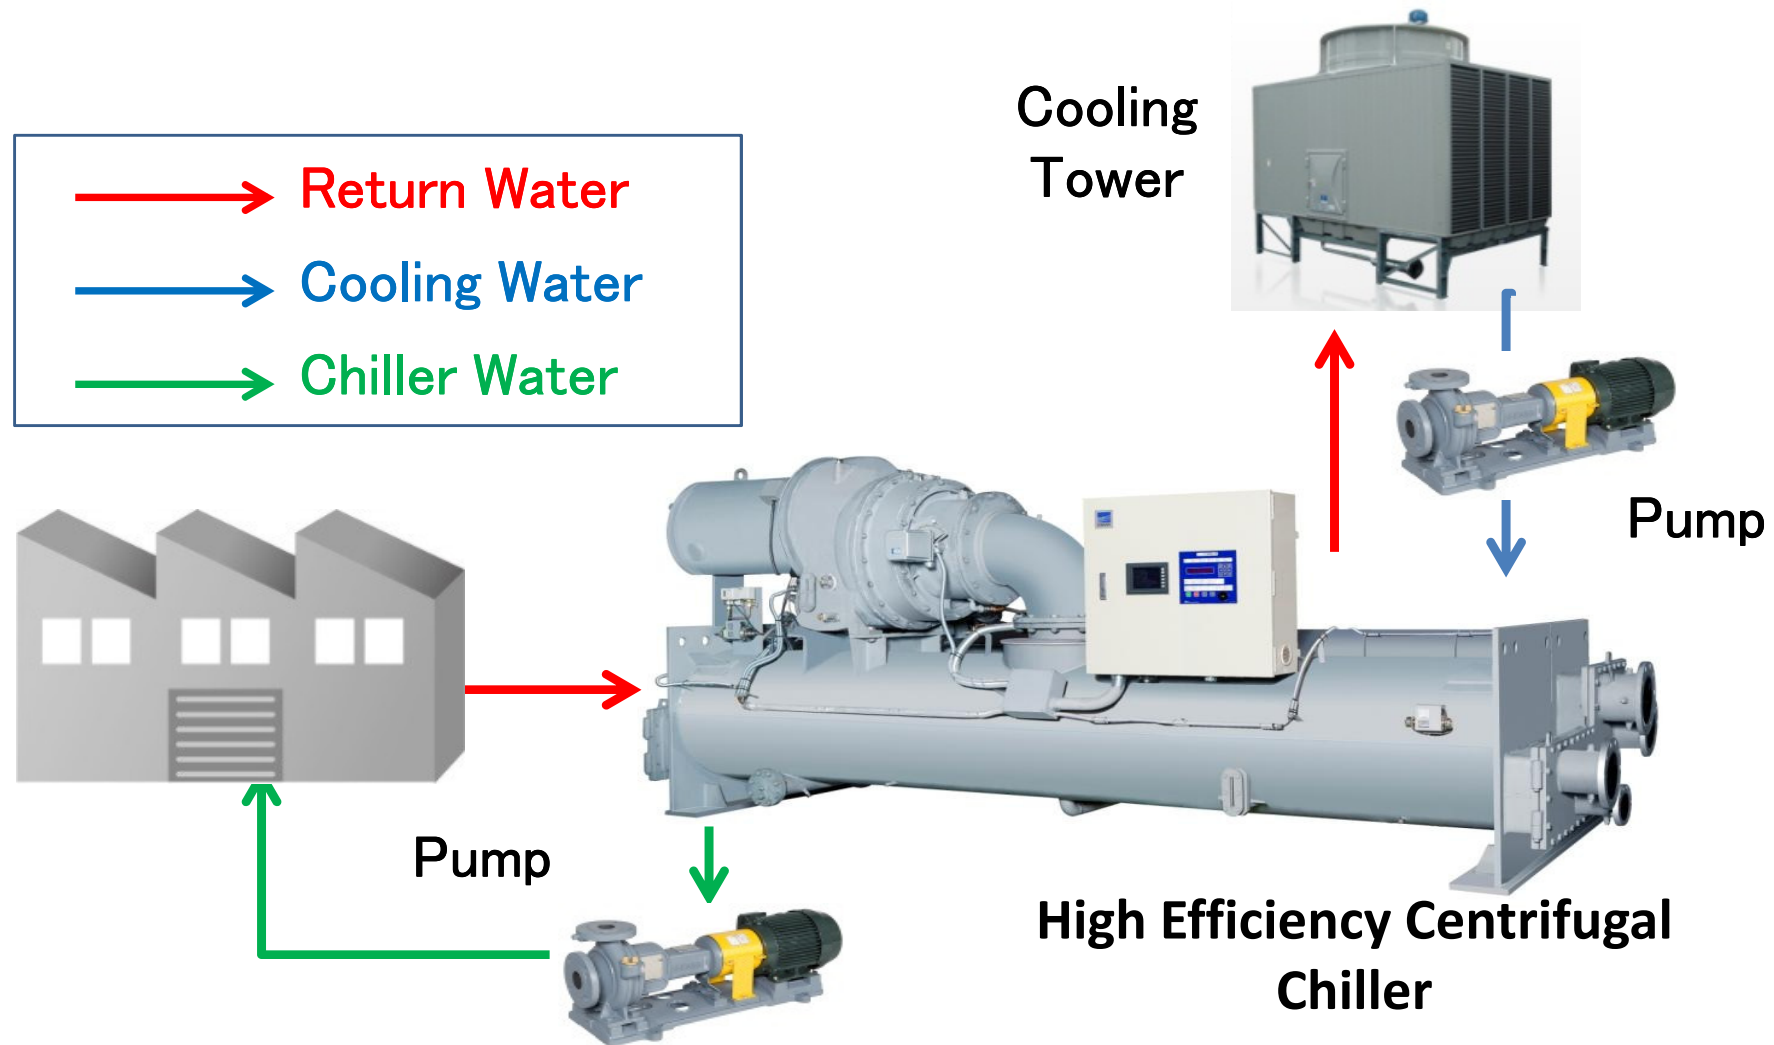 Cooling
Tower
Return Water
Cooling Water
Chiller Water
Pump
Pump
High Efficiency Centrifugal
Chiller